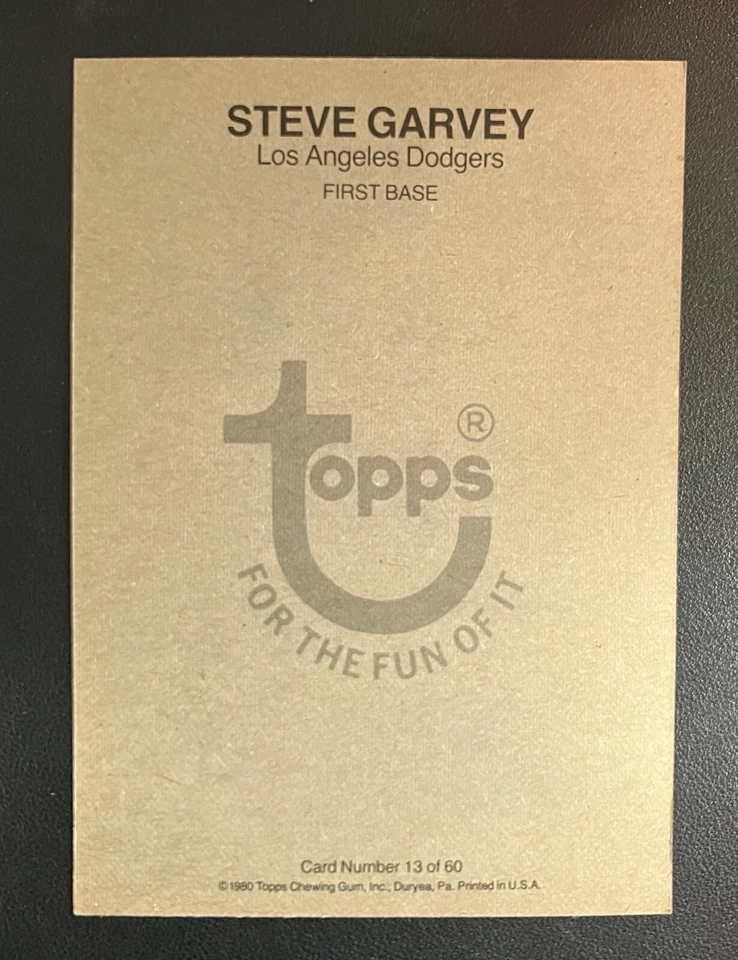 STEVE GARVEY
Los Angeles Dodgers
FIRST BASE
topps®
FOR THE FUN OF IT
Card Number 13 of 60
©1980 Topps Chewing Gum, Inc., Duryea, Pa. Printed in U.S.A.